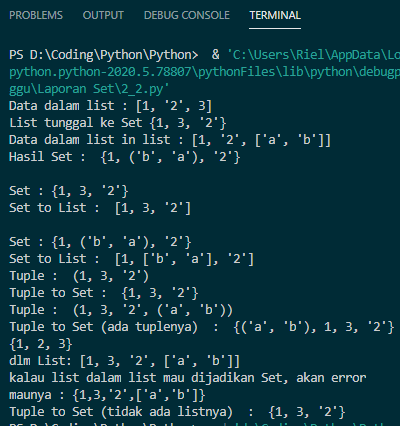 PROBLEMS OUTPUT DEBUG CONSOLE TERMINAL
PS D:\Coding\Python\Python> & 'C:\Users\Riel\AppData\Lo
python.python-2020.5.78807\pythonFiles\lib\python\debugp
ggu\Laporan Set\2_2.py'
Data dalam list : [1, '2', 3]
List tunggal ke Set {1, 3, '2'}
Data dalam list in list : [1, '2', ['a', 'b']]
Hasil Set :  {1, ('b', 'a'), '2'}

Set : {1, 3, '2'}
Set to List :  [1, 3, '2']

Set : {1, ('b', 'a'), '2'}
Set to List :  [1, ['b', 'a'], '2']
Tuple :  (1, 3, '2')
Tuple to Set :  {1, 3, '2'}
Tuple :  (1, 3, '2', ('a', 'b'))
Tuple to Set (ada tuplenya)  :  {('a', 'b'), 1, 3, '2'}
{1, 2, 3}
dlm List: [1, 3, '2', ['a', 'b']]
kalau list dalam list mau dijadikan Set, akan error
maunya : {1,3,'2',['a','b']}
Tuple to Set (tidak ada listnya)  :  {1, 3, '2'}